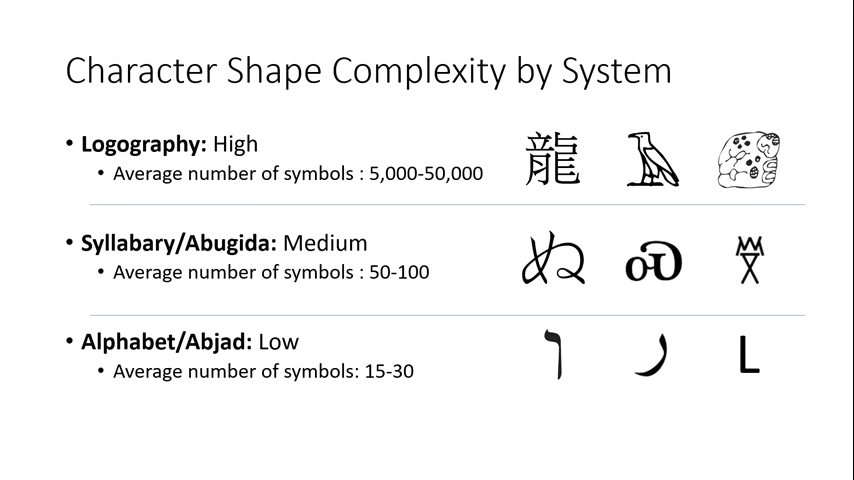 Character Shape Complexity by System
• Logography: High
• Average number of symbols : 5,000-50,000
龍
• Syllabary/Abugida: Medium
• Average number of symbols : 50-100
ぬ
• Alphabet/Abjad: Low
• Average number of symbols: 15-30
ו ر L